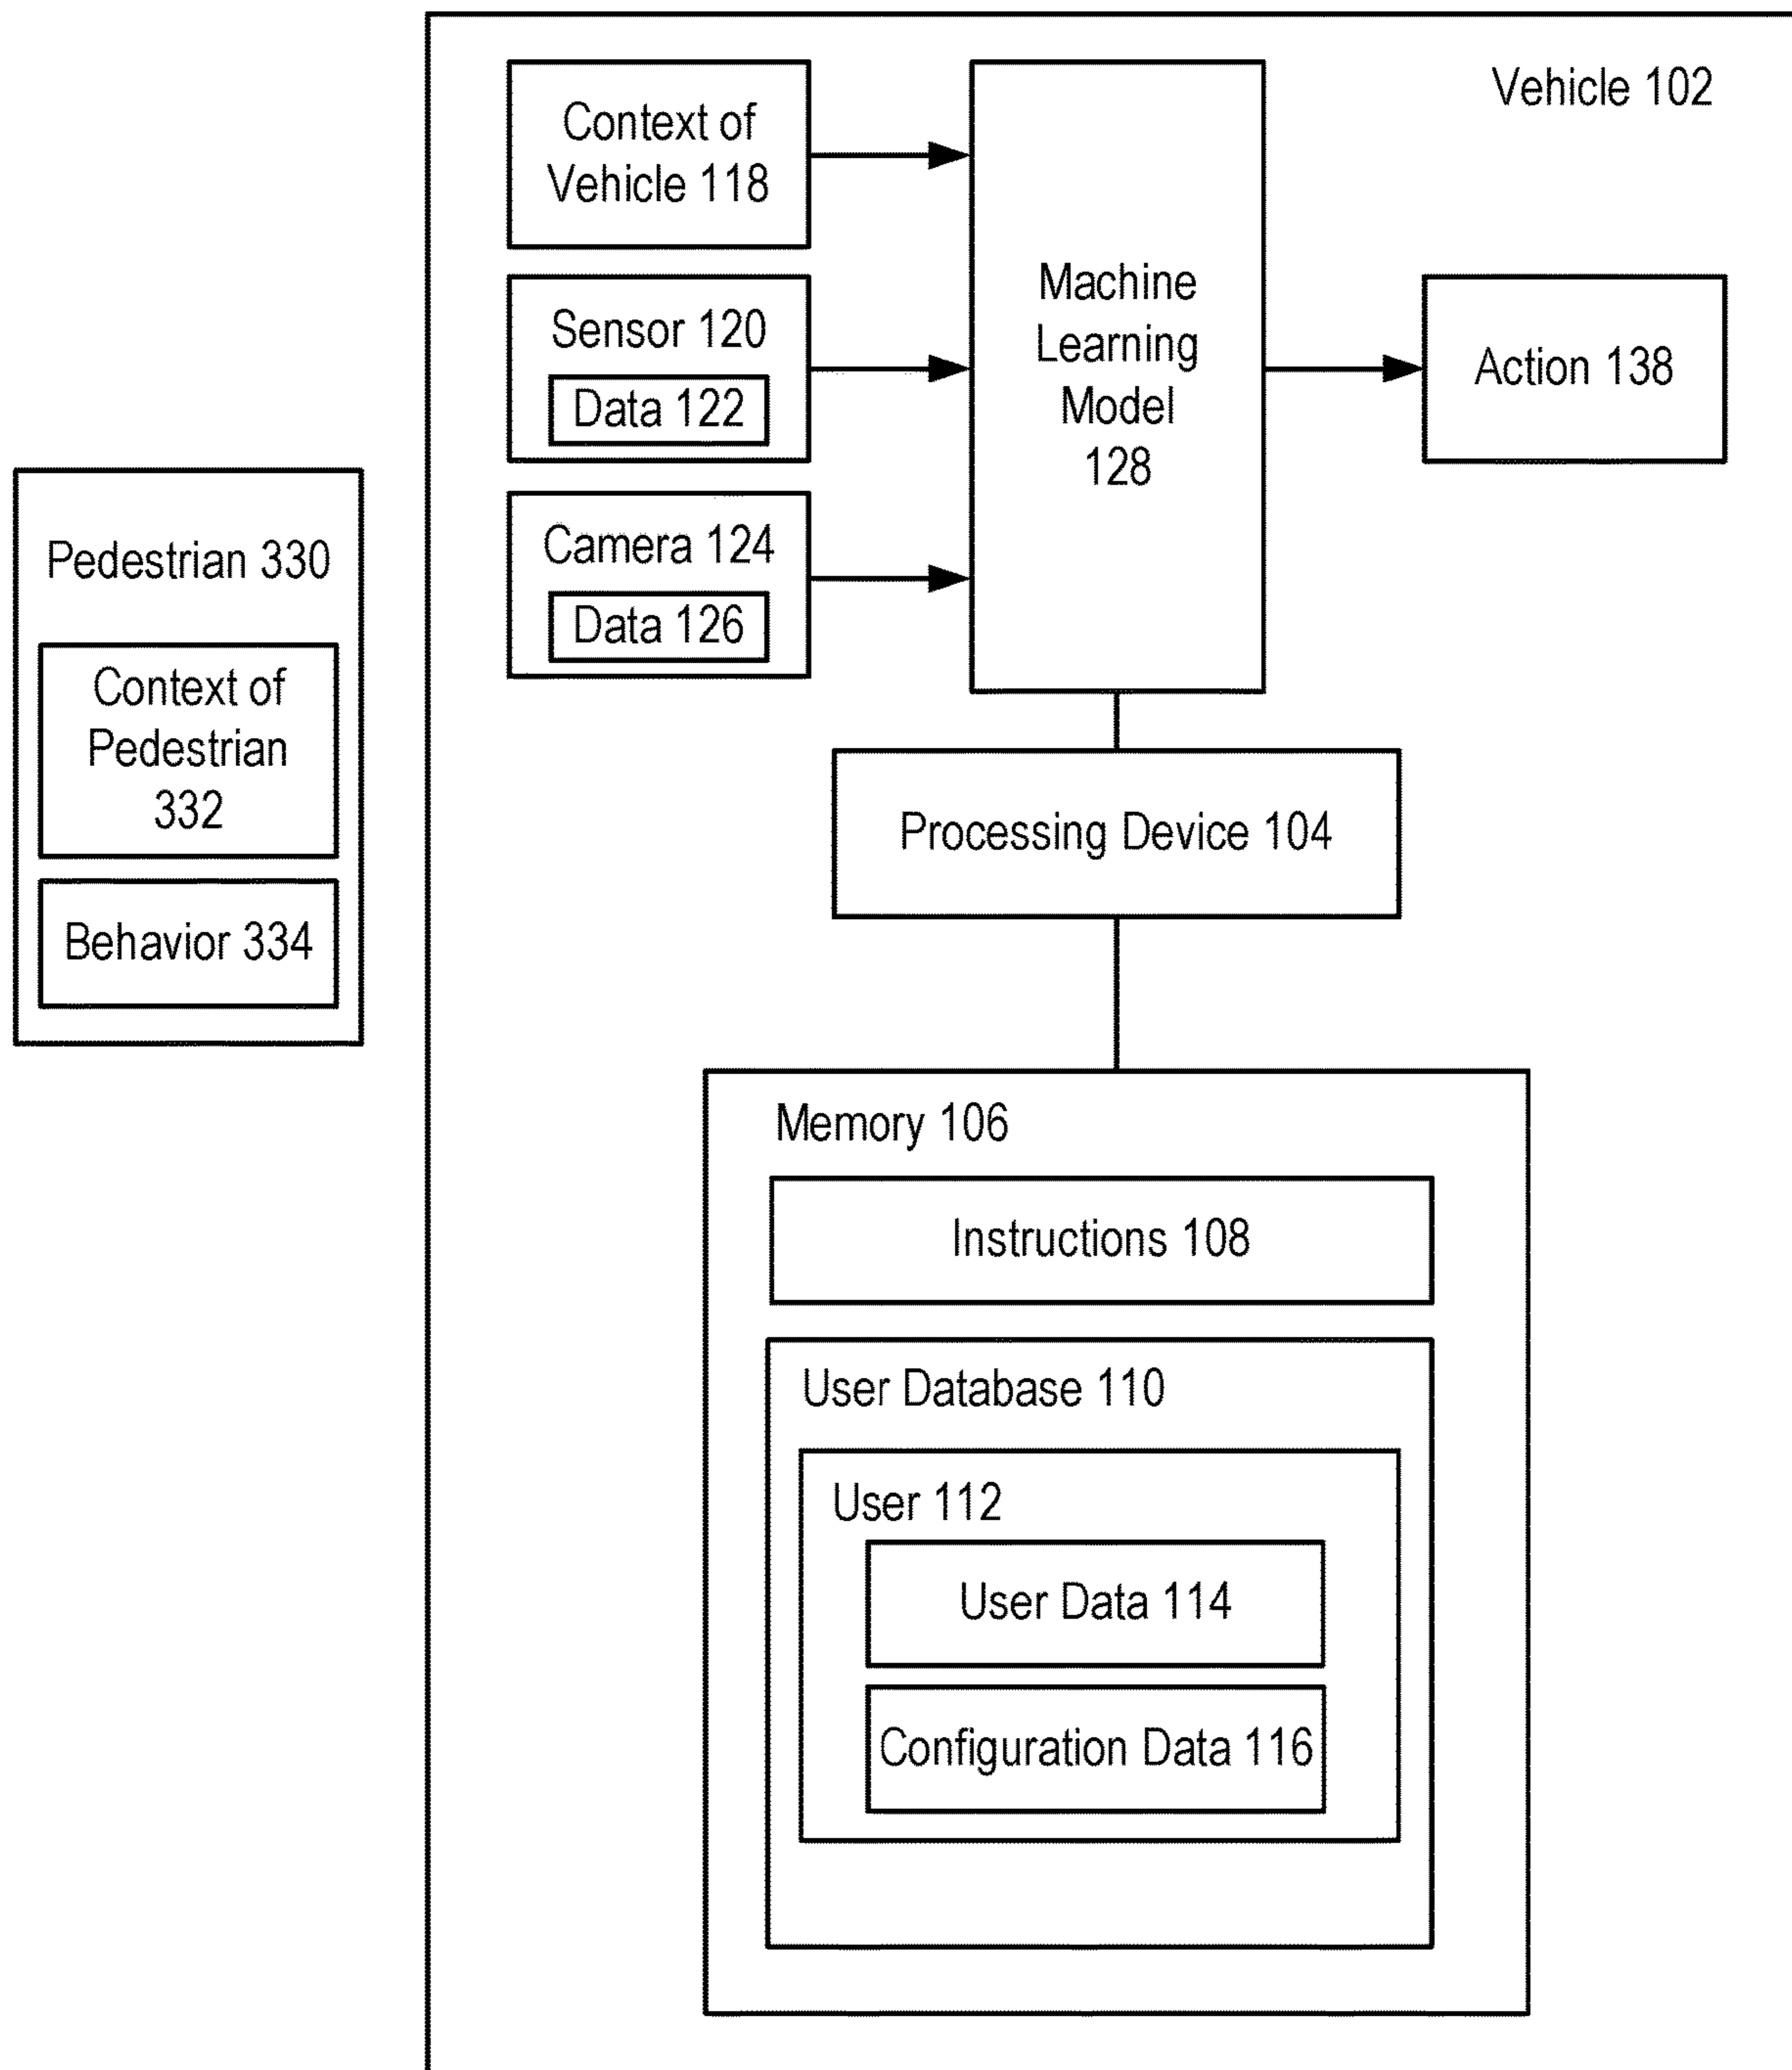 Vehicle 102
Context of
Vehicle 118
Sensor 120
Data 122
Camera 124
Data 126
Machine
Learning
Model
128
Action 138
Pedestrian 330
Context of
Pedestrian
332
Behavior 334
Processing Device 104
Memory 106
Instructions 108
User Database 110
User 112
User Data 114
Configuration Data 116